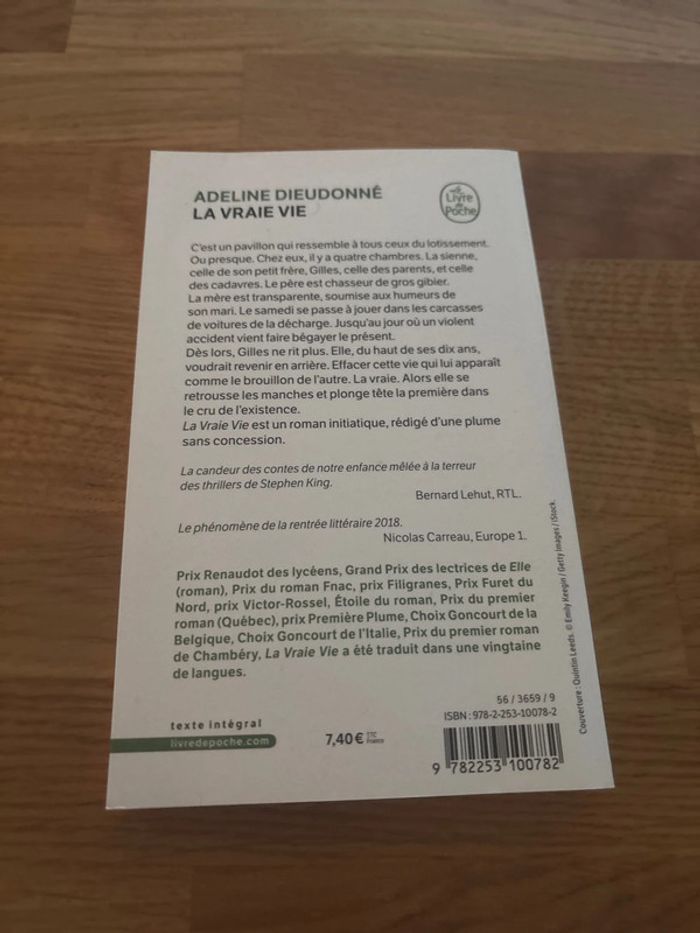 ADELINE DIEUDONNÉ
LA VRAIE VIE
Le
Livre
de
Poche
C'est un pavillon qui ressemble à tous ceux du lotissement.
Ou presque. Chez eux, il y a quatre chambres. La sienne,
celle de son petit frère, Gilles, celle des parents, et celle
des cadavres. Le père est chasseur de gros gibier.
La mère est transparente, soumise aux humeurs de
son mari. Le samedi se passe à jouer dans les carcasses
de voitures de la décharge. Jusqu'au jour où un violent
accident vient faire bégayer le présent.
Dès lors, Gilles ne rit plus. Elle, du haut de ses dix ans,
voudrait revenir en arrière. Effacer cette vie qui lui apparaît
comme le brouillon de l'autre. La vraie. Alors elle se
retrousse les manches et plonge tête la première dans
le cru de l'existence.
La Vraie Vie est un roman initiatique, rédigé d'une plume
sans concession.
La candeur des contes de notre enfance mêlée à la terreur
des thrillers de Stephen King.
Bernard Lehut, RTL.
Le phénomène de la rentrée littéraire 2018.
Nicolas Carreau, Europe 1.
Prix Renaudot des lycéens, Grand Prix des lectrices de Elle
(roman), Prix du roman Fnac, prix Filigranes, Prix Furet du
Nord, prix Victor-Rossel, Étoile du roman, Prix du premier
roman (Québec), prix Première Plume, Choix Goncourt de la
Belgique, Choix Goncourt de l'Italie, Prix du premier roman
de Chambéry, La Vraie Vie a été traduit dans une vingtaine
de langues.
texte intégral
livredepoche.com
7,40 € TTC
France
56 / 3659 / 9
ISBN : 978-2-253-10078-2
9 782253 100782
Couverture : Quintin Leeds. © Emily Keegin / Getty Images / iStock.